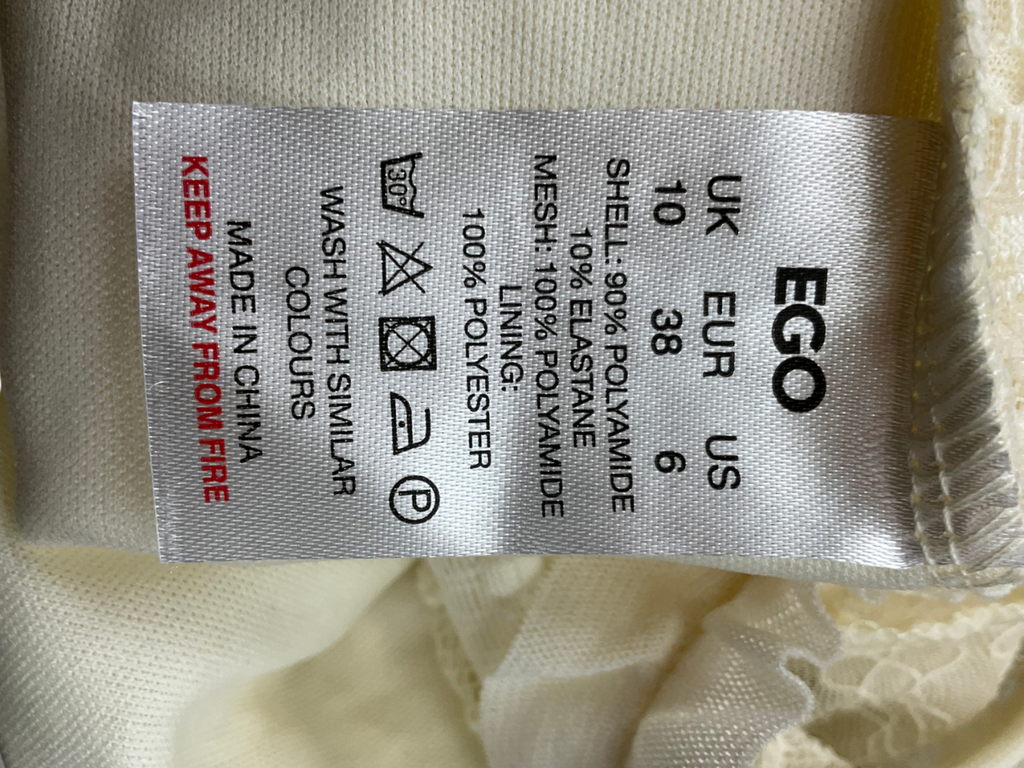 EGO
UK EUR US
10 38 6
SHELL: 90% POLYAMIDE
10% ELASTANE
MESH: 100% POLYAMIDE
LINING:
100% POLYESTER
30° P
WASH WITH SIMILAR
COLOURS
MADE IN CHINA
KEEP AWAY FROM FIRE